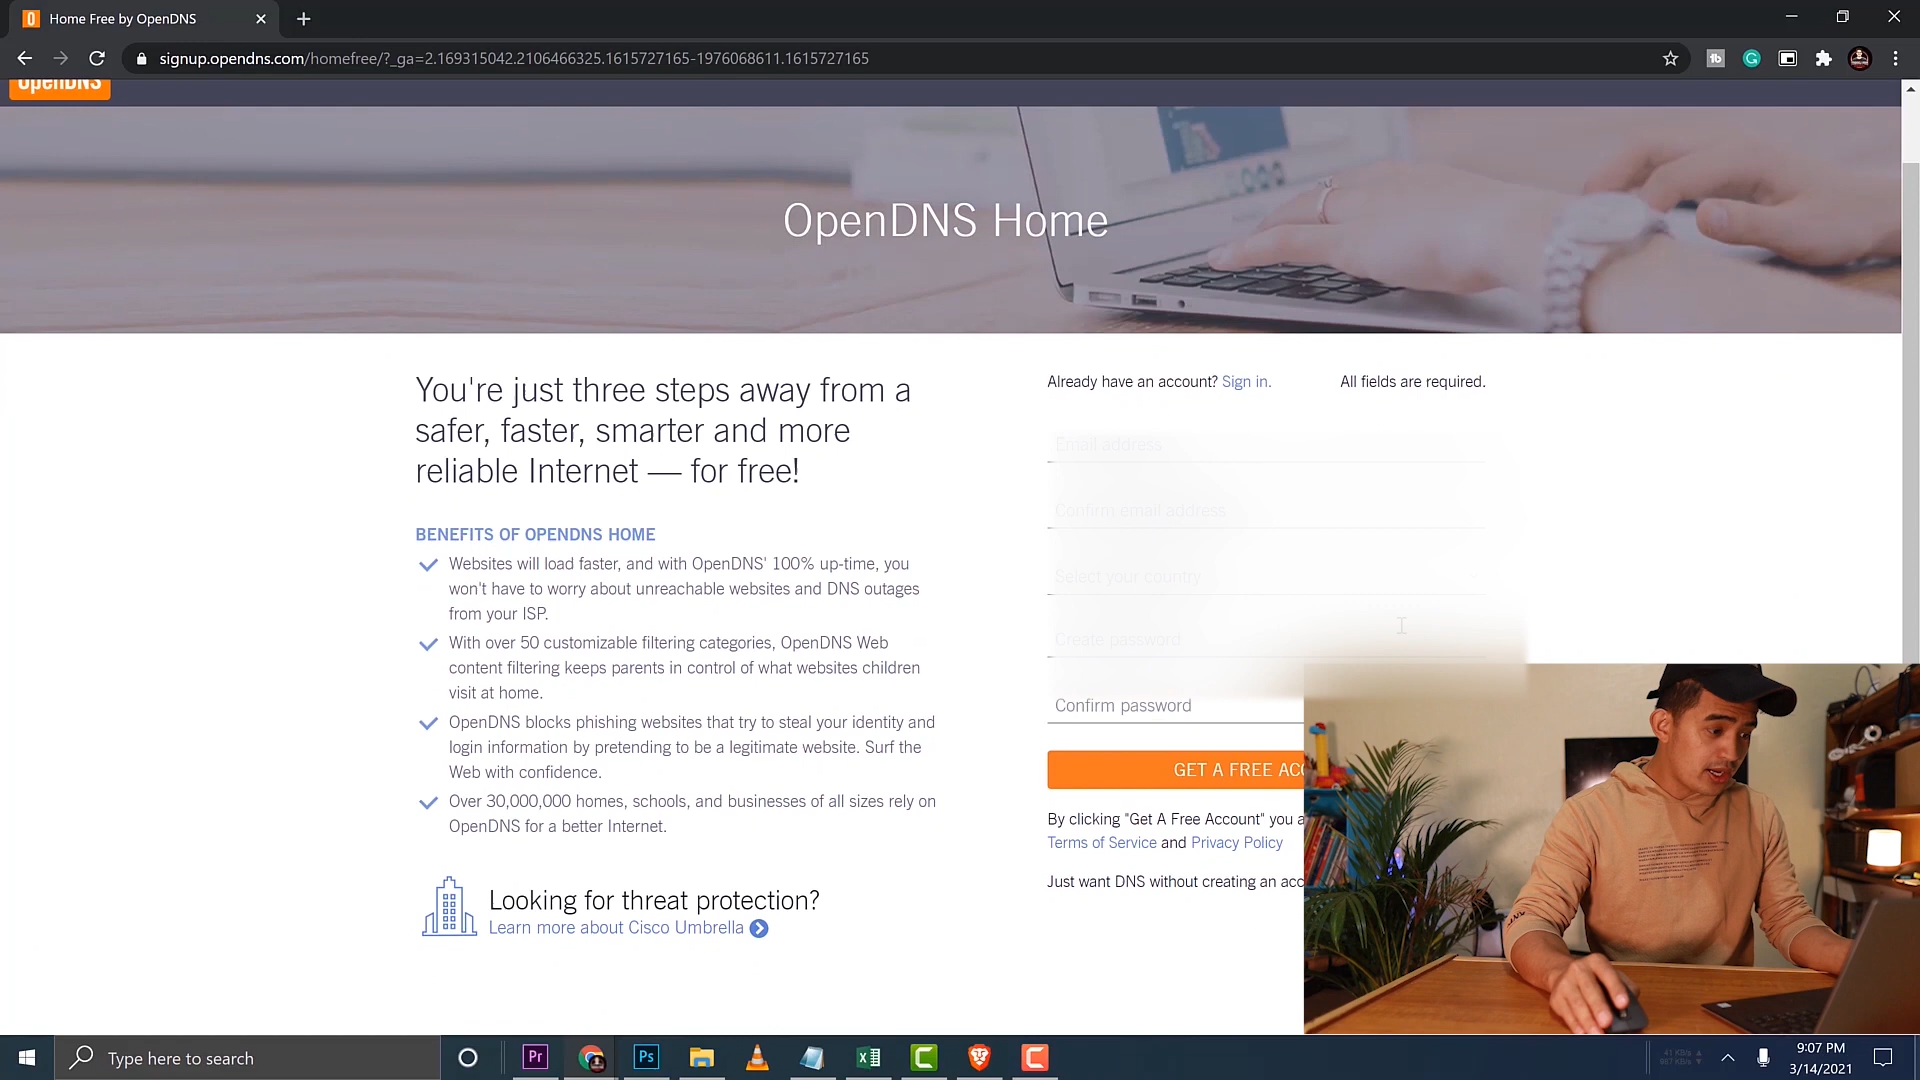 Home Free by OpenDNS
signup.opendns.com/homefree/?_ga=2.169315042.2106466325.1615727165-1976068611.1615727165
OpenDNS
OpenDNS Home
You're just three steps away from a
safer, faster, smarter and more
reliable Internet — for free!
BENEFITS OF OPENDNS HOME
Websites will load faster, and with OpenDNS' 100% up-time, you
won't have to worry about unreachable websites and DNS outages
from your ISP.
With over 50 customizable filtering categories, OpenDNS Web
content filtering keeps parents in control of what websites children
visit at home.
OpenDNS blocks phishing websites that try to steal your identity and
login information by pretending to be a legitimate website. Surf the
Web with confidence.
Over 30,000,000 homes, schools, and businesses of all sizes rely on
OpenDNS for a better Internet.
Looking for threat protection?
Learn more about Cisco Umbrella
Already have an account? Sign in.
All fields are required.
Email address
Confirm email address
Select your country
Create password
Confirm password
GET A FREE ACC
By clicking "Get A Free Account" you a
Terms of Service and Privacy Policy
Just want DNS without creating an acc
Type here to search
Pr
Ps
9:07 PM
3/14/2021